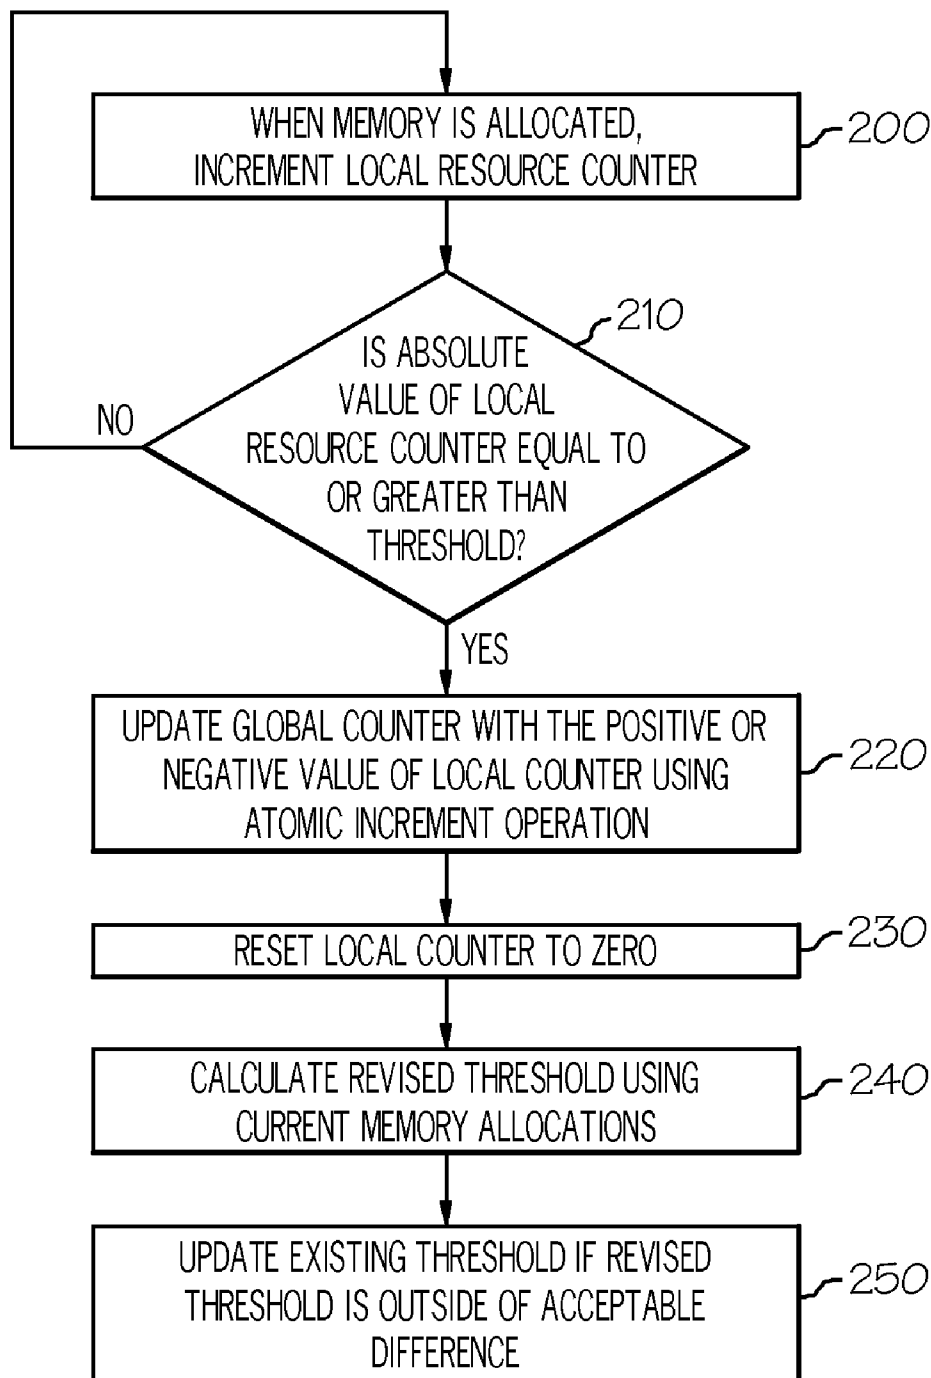 WHEN MEMORY IS ALLOCATED,
INCREMENT LOCAL RESOURCE COUNTER
200
210
IS ABSOLUTE
VALUE OF LOCAL
RESOURCE COUNTER EQUAL TO
OR GREATER THAN
THRESHOLD?
NO
YES
UPDATE GLOBAL COUNTER WITH THE POSITIVE OR
NEGATIVE VALUE OF LOCAL COUNTER USING
ATOMIC INCREMENT OPERATION
220
RESET LOCAL COUNTER TO ZERO
230
CALCULATE REVISED THRESHOLD USING
CURRENT MEMORY ALLOCATIONS
240
UPDATE EXISTING THRESHOLD IF REVISED
THRESHOLD IS OUTSIDE OF ACCEPTABLE
DIFFERENCE
250